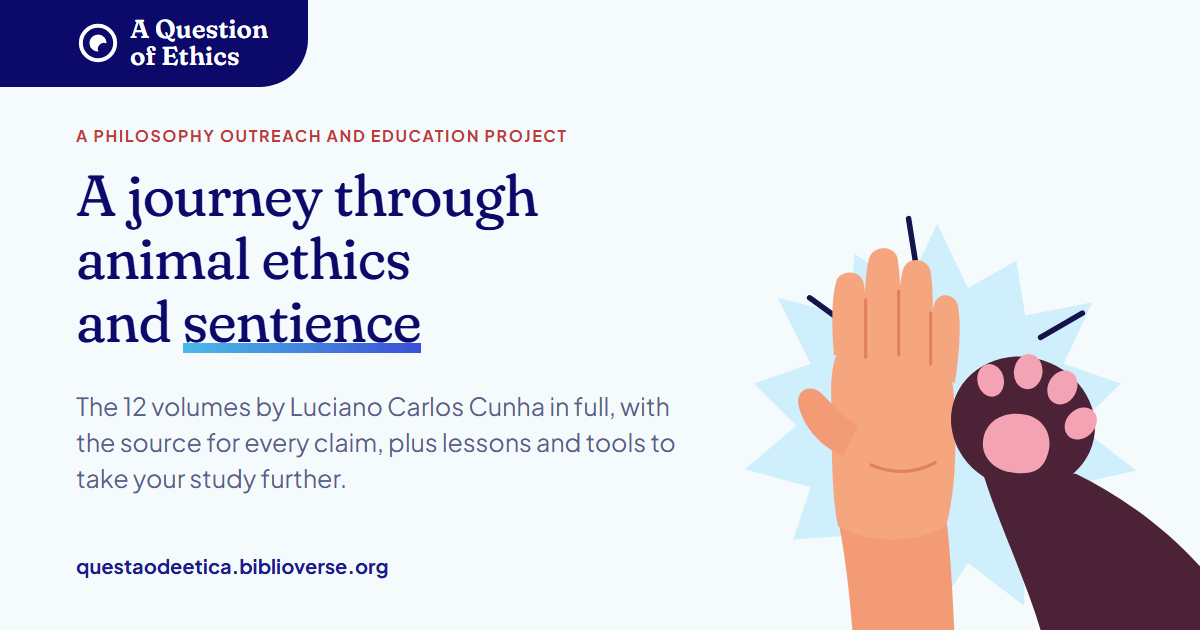 A Question
of Ethics
A PHILOSOPHY OUTREACH AND EDUCATION PROJECT
A journey through
animal ethics
and sentience
The 12 volumes by Luciano Carlos Cunha in full, with
the source for every claim, plus lessons and tools to
take your study further.
questaodeetica.biblioverse.org